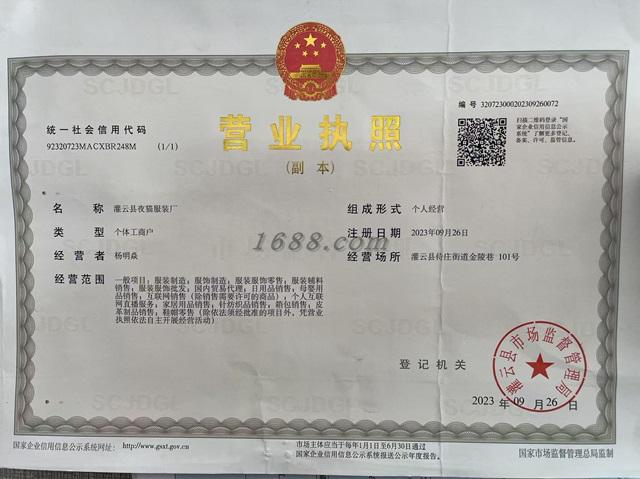 编号 320723000202309260072
统一社会信用代码
92320723MACXBR248M (1/1)
营业执照
(副本)
扫描二维码登录“国
家企业信用信息公示
系统”了解更多登记、
备案、许可、监管信息。
名称 灌云县夜猫服装厂
组成形式 个人经营
类型 个体工商户
注册日期 2023年09月26日
1688.com
经营者 杨明焱
经营场所 灌云县侍庄街道金陵巷 101号
经营范围 一般项目：服装制造；服饰制造；服装服饰零售；服装辅料
销售；服装服饰批发；国内贸易代理；日用品销售；母婴用
品销售；互联网销售（除销售需要许可的商品）；个人互联
网直播服务；家居用品销售；针纺织品销售；箱包销售；皮
革制品销售；鞋帽零售（除依法须经批准的项目外，凭营业
执照依法自主开展经营活动）
登记机关
灌云县市场监督管理局
2023 年 09 月 26 日
国家企业信用信息公示系统网址： http://www.gsxt.gov.cn
市场主体应当于每年1月1日至6月30日通过
国家企业信用信息公示系统报送公示年度报告。
国家市场监督管理总局监制